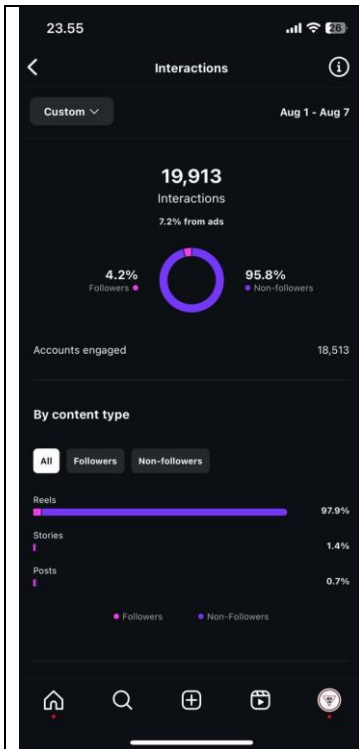 23.55
26
Interactions
Custom
Aug 1 - Aug 7
19,913
Interactions
7.2% from ads
4.2%
Followers
95.8%
Non-followers
Accounts engaged 18,513
By content type
All Followers Non-followers
Reels
97.9%
Stories
1.4%
Posts
0.7%
Followers Non-Followers